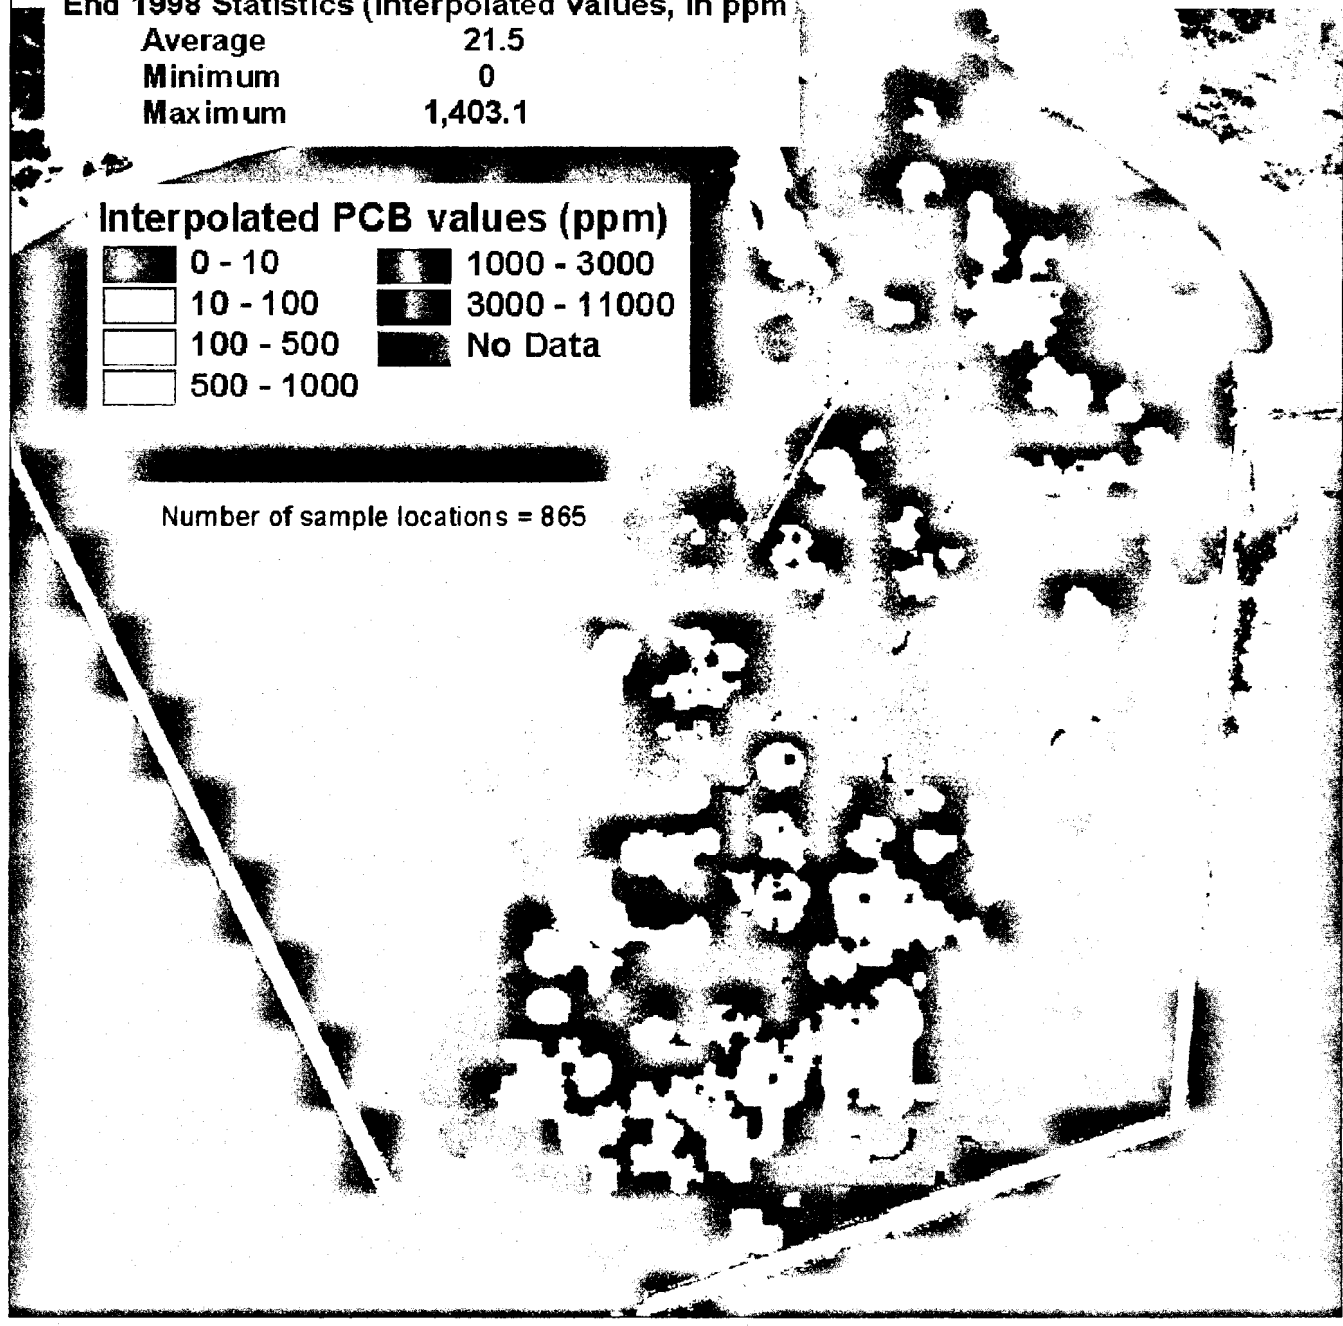 End 1998 Statistics (Interpolated Values, in ppm
Average 21.5
Minimum 0
Maximum 1,403.1
Interpolated PCB values (ppm)
0 - 10
10 - 100
100 - 500
500 - 1000
1000 - 3000
3000 - 11000
No Data
Number of sample locations = 865